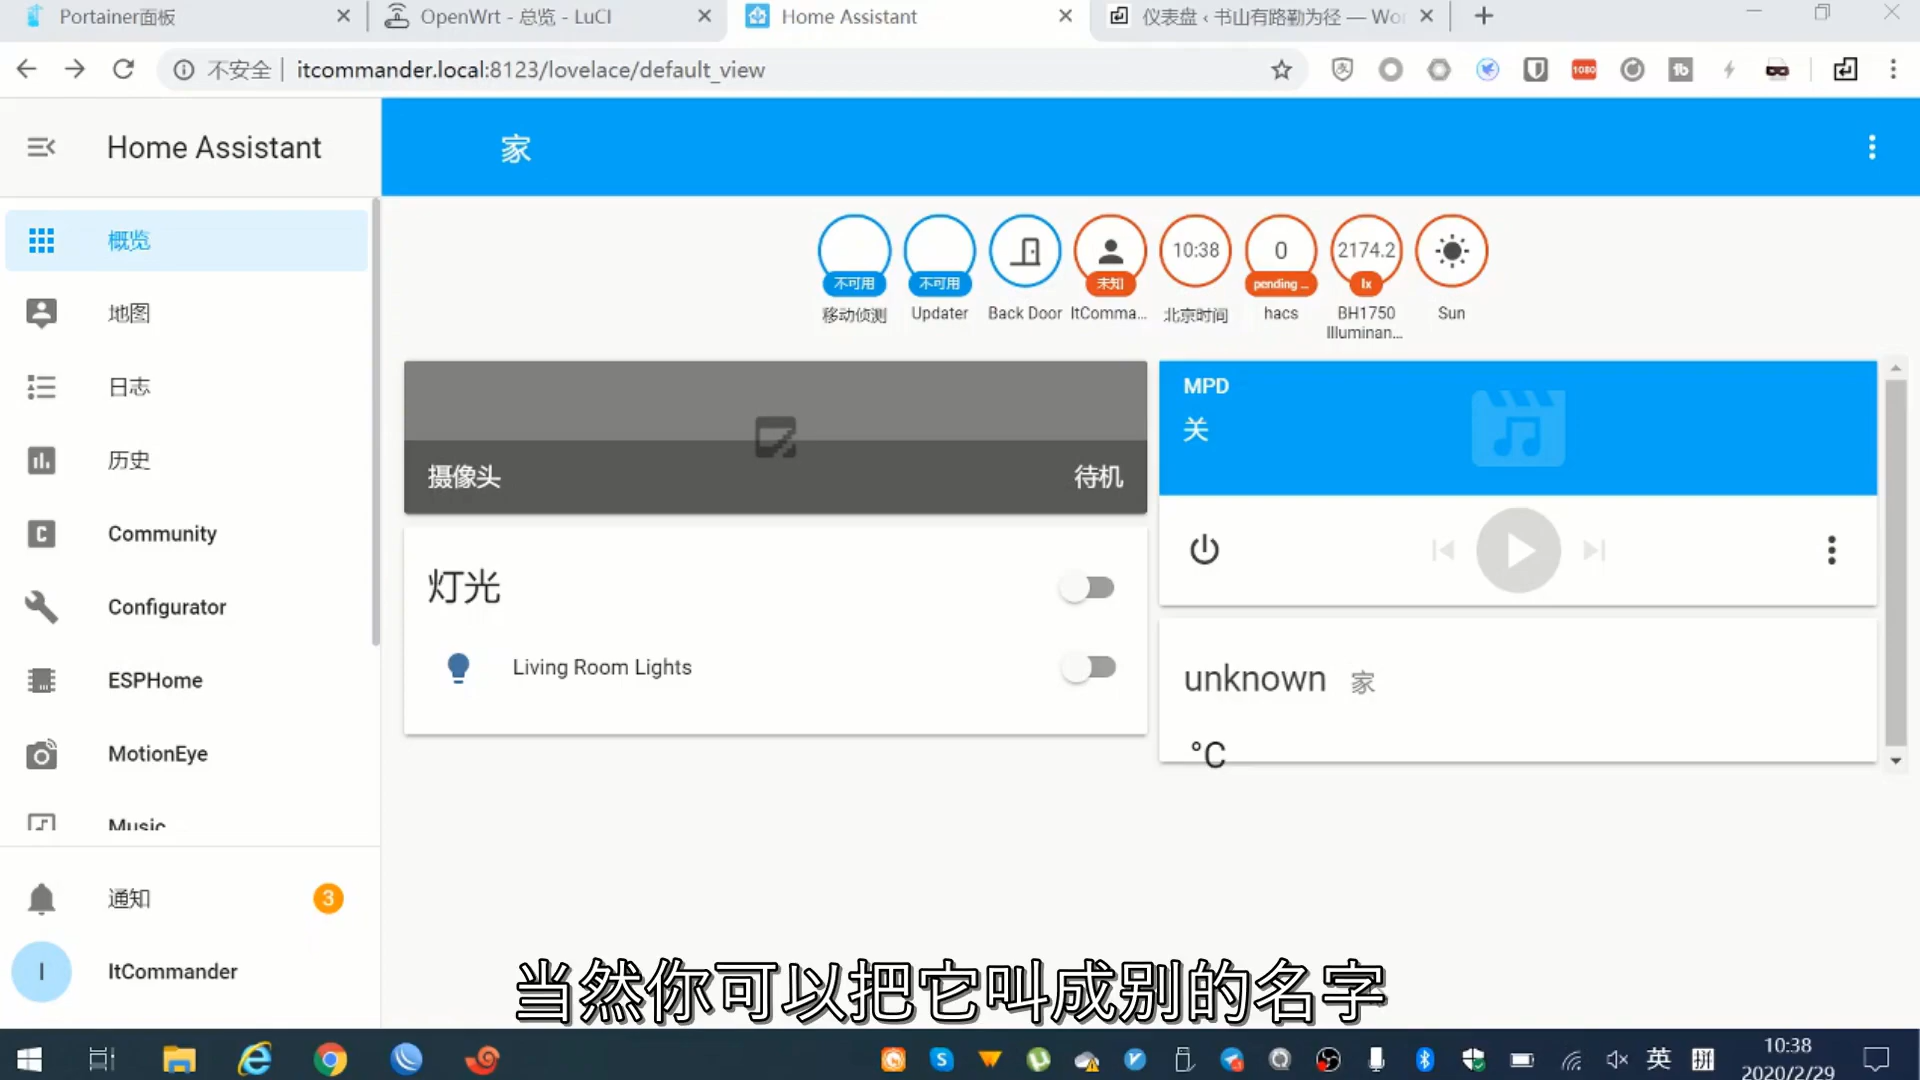 Portainer面板
OpenWrt - 总览 - LuCI
Home Assistant
仪表盘 ‹ 书山有路勤为径 — Wor
不安全
itcommander.local:8123/lovelace/default_view
1080
Home Assistant
家
概览
地图
日志
历史
Community
Configurator
ESPHome
MotionEye
Music
通知
3
I
ItCommander
不可用
移动侦测
不可用
Updater
Back Door
未知
ItComma...
10:38
北京时间
0
pending ...
hacs
2174.2
lx
BH1750
Illuminan...
Sun
摄像头
待机
灯光
Living Room Lights
MPD
关
unknown 家
°C
当然你可以把它叫成别的名字
英
拼
10:38
2020/2/29